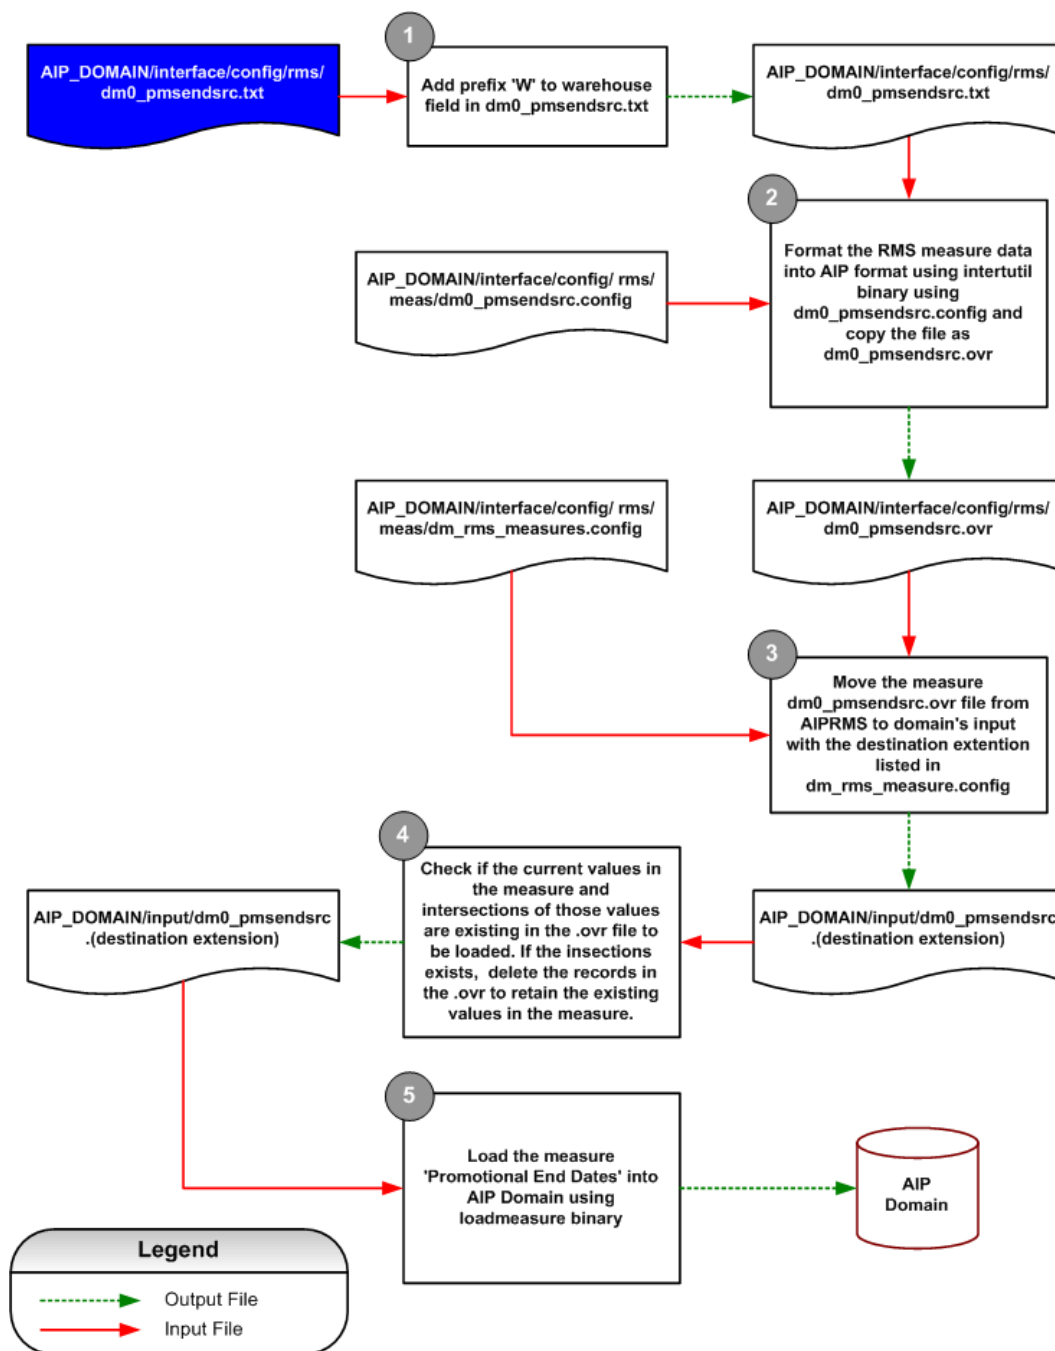 1
AIP_DOMAIN/interface/config/rms/
dm0_pmsendsrc.txt
Add prefix 'W' to warehouse
field in dm0_pmsendsrc.txt
AIP_DOMAIN/interface/config/rms/
dm0_pmsendsrc.txt
2
Format the RMS measure data
into AIP format using intertutil
binary using
dm0_pmsendsrc.config and
copy the file as
dm0_pmsendsrc.ovr
AIP_DOMAIN/interface/config/ rms/
meas/dm0_pmsendsrc.config
AIP_DOMAIN/interface/config/ rms/
meas/dm_rms_measures.config
AIP_DOMAIN/interface/config/rms/
dm0_pmsendsrc.ovr
3
Move the measure
dm0_pmsendsrc.ovr file from
AIPRMS to domain's input
with the destination extention
listed in
dm_rms_measure.config
4
Check if the current values in
the measure and
intersections of those values
are existing in the .ovr file to
be loaded. If the insections
exists, delete the records in
the .ovr to retain the existing
values in the measure.
AIP_DOMAIN/input/dm0_pmsendsrc
.(destination extension)
AIP_DOMAIN/input/dm0_pmsendsrc
.(destination extension)
5
Load the measure
'Promotional End Dates' into
AIP Domain using
loadmeasure binary
AIP
Domain
Legend
Output File
Input File